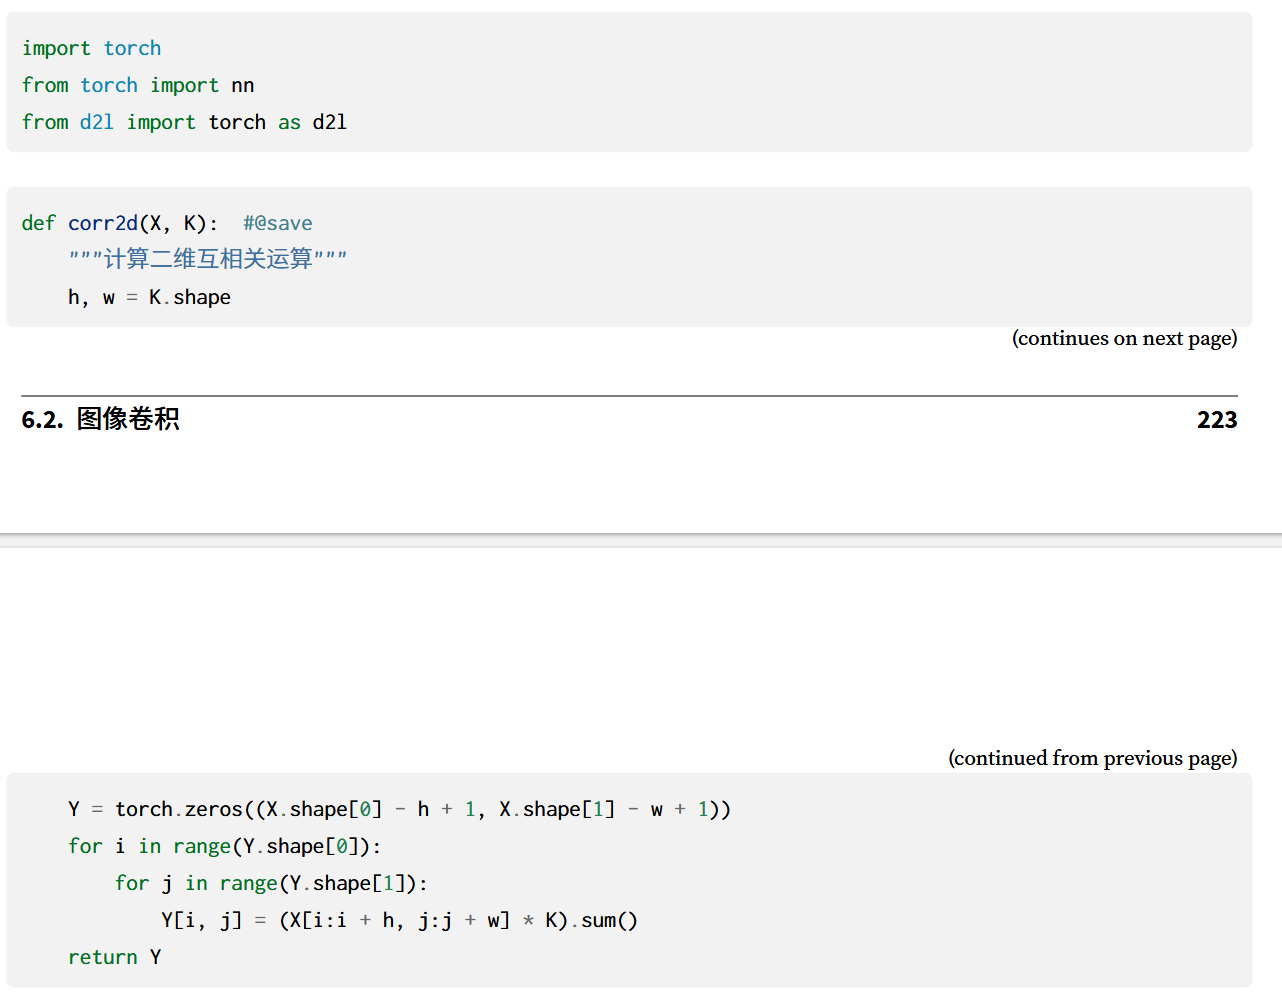 import torch
from torch import nn
from d2l import torch as d2l
def corr2d(X, K):  #@save
    """计算二维互相关运算"""
    h, w = K.shape
(continues on next page)
6.2. 图像卷积 223
(continued from previous page)
    Y = torch.zeros((X.shape[0] - h + 1, X.shape[1] - w + 1))
    for i in range(Y.shape[0]):
        for j in range(Y.shape[1]):
            Y[i, j] = (X[i:i + h, j:j + w] * K).sum()
    return Y